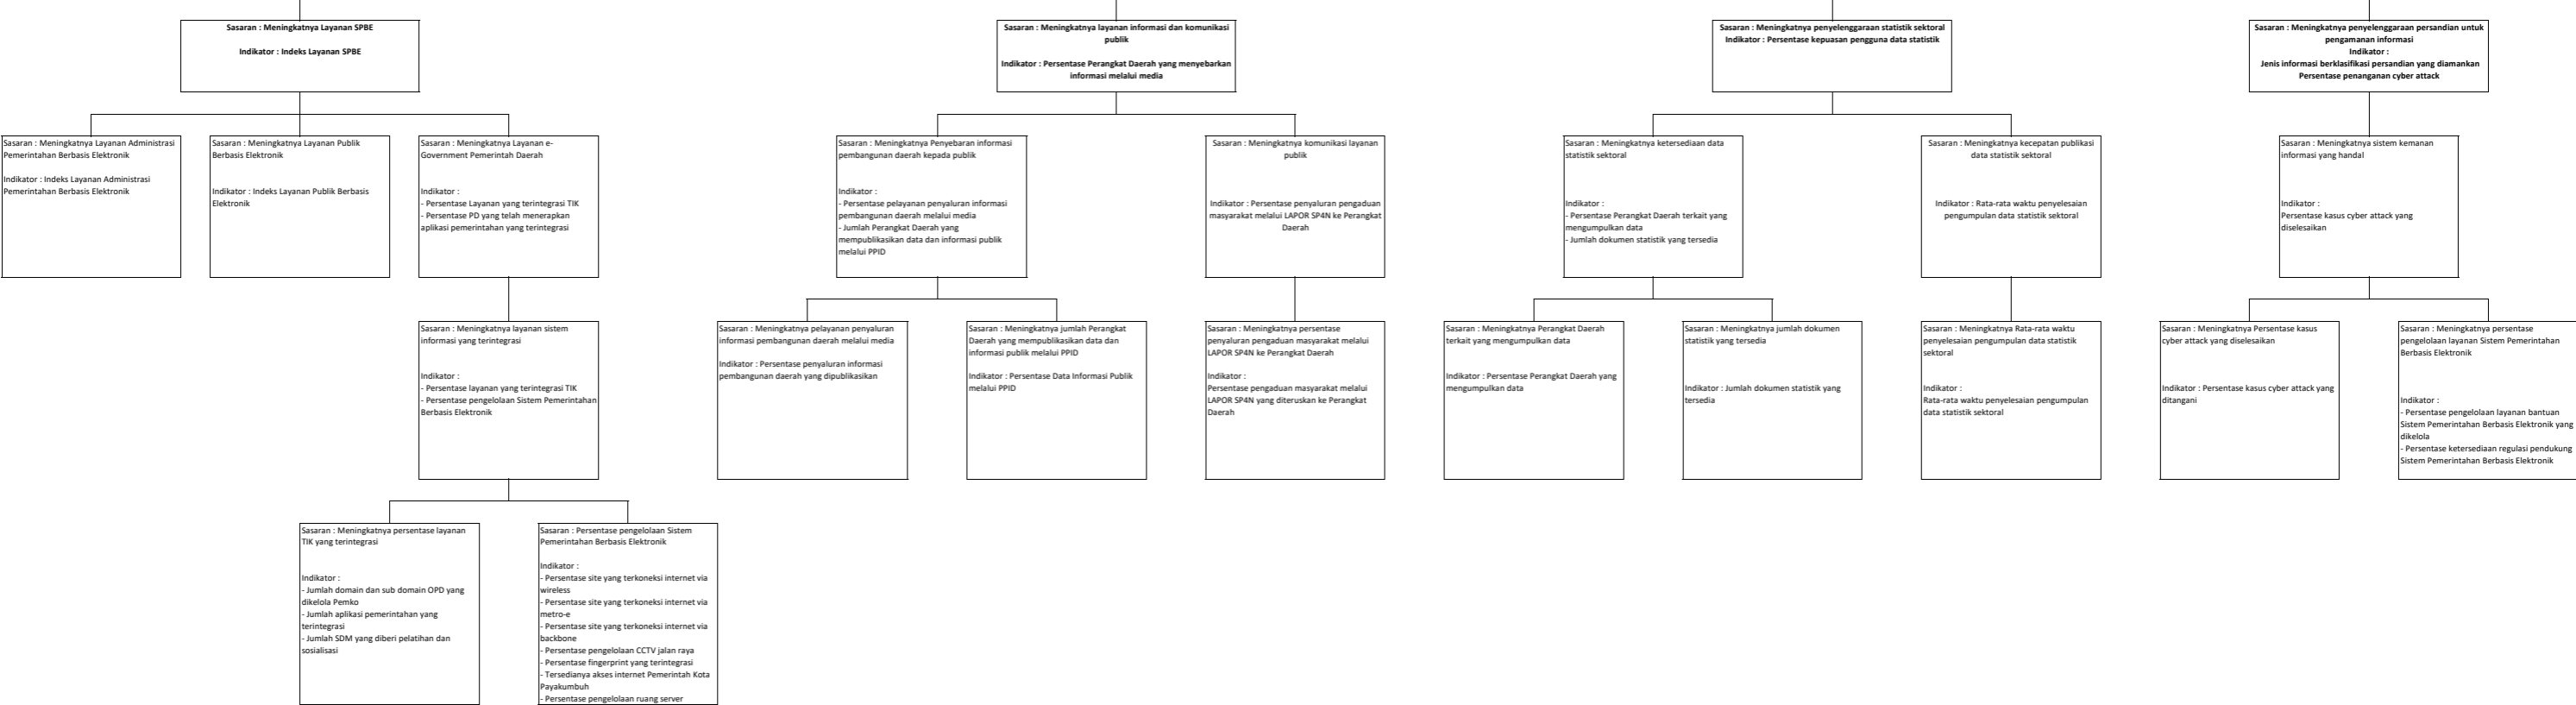 Sasaran : Meningkatnya Layanan SPBE
Indikator : Indeks Layanan SPBE
Sasaran : Meningkatnya layanan informasi dan komunikasi
publik
Indikator : Persentase Perangkat Daerah yang menyebarkan
informasi melalui media
Sasaran : Meningkatnya penyelenggaraan statistik sektoral
Indikator : Persentase kepuasan pengguna data statistik
Sasaran : Meningkatnya penyelenggaraan persandian untuk
pengamanan informasi
Indikator :
Jenis informasi berklasifikasi persandian yang diamankan
Persentase penanganan cyber attack
Sasaran : Meningkatnya Layanan Administrasi
Pemerintahan Berbasis Elektronik
Indikator : Indeks Layanan Administrasi
Pemerintahan Berbasis Elektronik
Sasaran : Meningkatnya Layanan Publik
Berbasis Elektronik
Indikator : Indeks Layanan Publik Berbasis
Elektronik
Sasaran : Meningkatnya Layanan e-
Government Pemerintah Daerah
Indikator :
- Persentase Layanan yang terintegrasi TIK
- Persentase PD yang telah menerapkan
aplikasi pemerintahan yang terintegrasi
Sasaran : Meningkatnya Penyebaran informasi
pembangunan daerah kepada publik
Indikator :
- Persentase pelayanan penyaluran informasi
pembangunan daerah melalui media
- Jumlah Perangkat Daerah yang
mempublikasikan data dan informasi publik
melalui PPID
Sasaran : Meningkatnya komunikasi layanan
publik
Indikator : Persentase penyaluran pengaduan
masyarakat melalui LAPOR SP4N ke Perangkat
Daerah
Sasaran : Meningkatnya ketersediaan data
statistik sektoral
Indikator :
- Persentase Perangkat Daerah terkait yang
mengumpulkan data
- Jumlah dokumen statistik yang tersedia
Sasaran : Meningkatnya kecepatan publikasi
data statistik sektoral
Indikator : Rata-rata waktu penyelesaian
pengumpulan data statistik sektoral
Sasaran : Meningkatnya sistem kemanan
informasi yang handal
Indikator :
Persentase kasus cyber attack yang
diselesaikan
Sasaran : Meningkatnya layanan sistem
informasi yang terintegrasi
Indikator :
- Persentase layanan yang terintegrasi TIK
- Persentase pengelolaan Sistem Pemerintahan
Berbasis Elektronik
Sasaran : Meningkatnya pelayanan penyaluran
informasi pembangunan daerah melalui media
Indikator : Persentase penyaluran informasi
pembangunan daerah yang dipublikasikan
Sasaran : Meningkatnya jumlah Perangkat
Daerah yang mempublikasikan data dan
informasi publik melalui PPID
Indikator : Persentase Data Informasi Publik
melalui PPID
Sasaran : Meningkatnya persentase
penyaluran pengaduan masyarakat melalui
LAPOR SP4N ke Perangkat Daerah
Indikator :
Persentase pengaduan masyarakat melalui
LAPOR SP4N yang diteruskan ke Perangkat
Daerah
Sasaran : Meningkatnya Perangkat Daerah
terkait yang mengumpulkan data
Indikator : Persentase Perangkat Daerah yang
mengumpulkan data
Sasaran : Meningkatnya jumlah dokumen
statistik yang tersedia
Indikator : Jumlah dokumen statistik yang
tersedia
Sasaran : Meningkatnya Rata-rata waktu
penyelesaian pengumpulan data statistik
sektoral
Indikator :
Rata-rata waktu penyelesaian pengumpulan
data statistik sektoral
Sasaran : Meningkatnya Persentase kasus
cyber attack yang diselesaikan
Indikator : Persentase kasus cyber attack yang
ditangani
Sasaran : Meningkatnya persentase
pengelolaan layanan Sistem Pemerintahan
Berbasis Elektronik
Indikator :
- Persentase pengelolaan layanan bantuan
Sistem Pemerintahan Berbasis Elektronik yang
dikelola
- Persentase ketersediaan regulasi pendukung
Sistem Pemerintahan Berbasis Elektronik
Sasaran : Meningkatnya persentase layanan
TIK yang terintegrasi
Indikator :
- Jumlah domain dan sub domain OPD yang
dikelola Pemko
- Jumlah aplikasi pemerintahan yang
terintegrasi
- Jumlah SDM yang diberi pelatihan dan
sosialisasi
Sasaran : Persentase pengelolaan Sistem
Pemerintahan Berbasis Elektronik
Indikator :
- Persentase site yang terkoneksi internet via
wireless
- Persentase site yang terkoneksi internet via
metro-e
- Persentase site yang terkoneksi internet via
backbone
- Persentase pengelolaan CCTV jalan raya
- Persentase fingerprint yang terintegrasi
- Tersedianya akses internet Pemerintah Kota
Payakumbuh
- Persentase pengelolaan ruang server